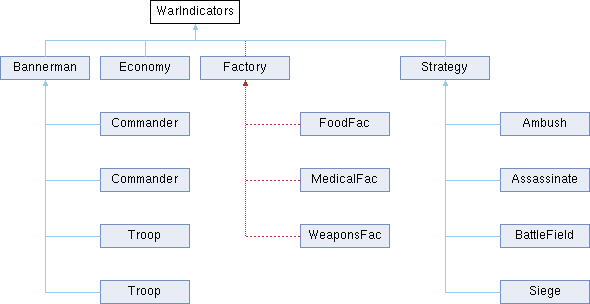 WarIndicators
Bannerman Economy Factory Strategy
Commander FoodFac Ambush
Commander MedicalFac Assassinate
Troop WeaponsFac BattleField
Troop Siege